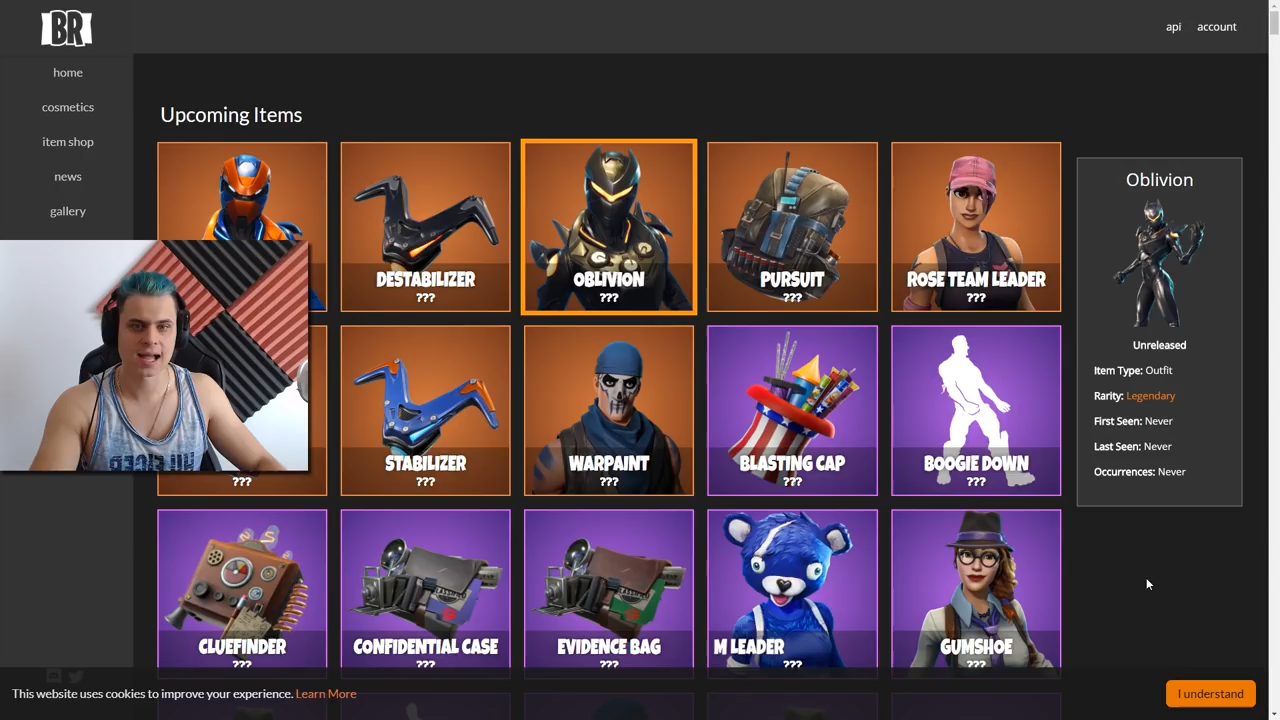 BR
api
account
home
cosmetics
item shop
news
gallery
Upcoming Items
DESTABILIZER
???
OBLIVION
???
PURSUIT
???
ROSE TEAM LEADER
???
???
STABILIZER
???
WARPAINT
???
BLASTING CAP
???
BOOGIE DOWN
???
CLUEFINDER
???
CONFIDENTIAL CASE
???
EVIDENCE BAG
???
M LEADER
???
GUMSHOE
???
Oblivion
Unreleased
Item Type: Outfit
Rarity: Legendary
First Seen: Never
Last Seen: Never
Occurrences: Never
This website uses cookies to improve your experience. Learn More
I understand